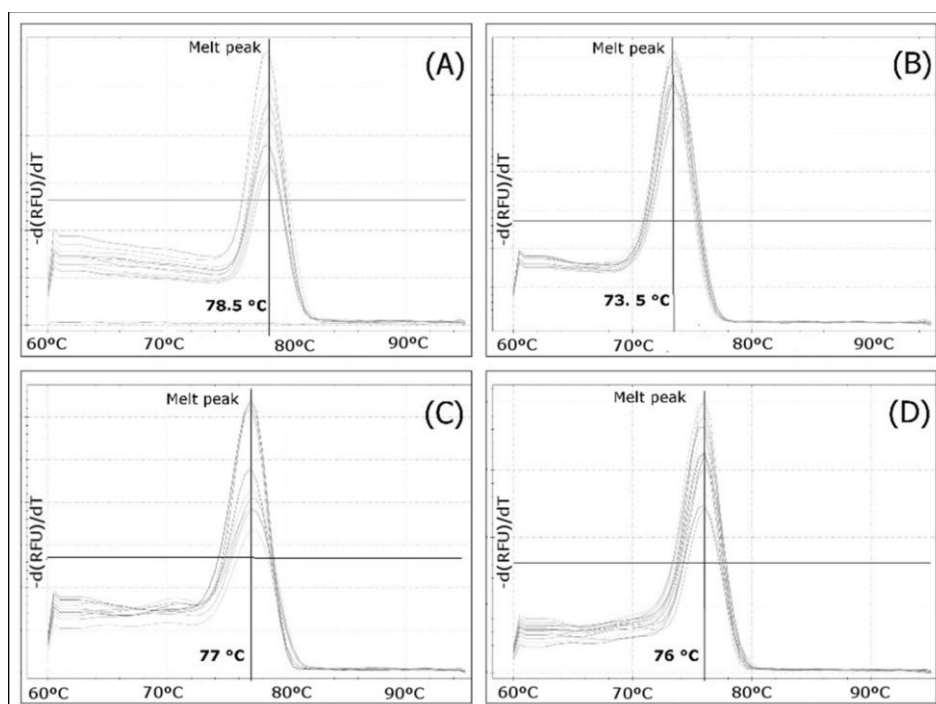 Melt peak
(A)
-d(RFU)/dT
78.5 °C
60ºC 70ºC 80ºC 90ºC
Melt peak
(B)
-d(RFU)/dT
73. 5 °C
60ºC 70ºC 80ºC 90ºC
Melt peak
(C)
-d(RFU)/dT
77 °C
60ºC 70ºC 80ºC 90ºC
Melt peak
(D)
-d(RFU)/dT
76 °C
60ºC 70ºC 80ºC 90ºC